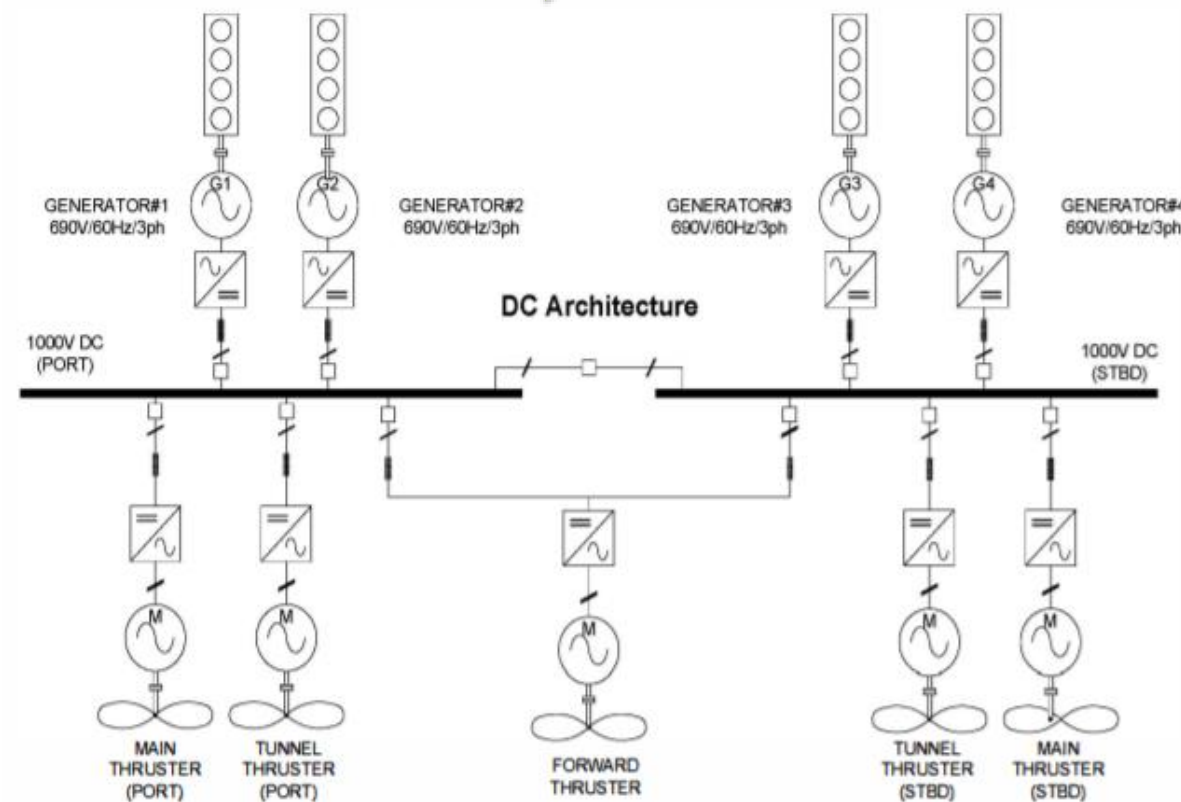 G1
G2
G3
G4
GENERATOR#1
690V/60Hz/3ph
GENERATOR#2
690V/60Hz/3ph
GENERATOR#3
690V/60Hz/3ph
GENERATOR#4
690V/60Hz/3ph
DC Architecture
1000V DC
(PORT)
1000V DC
(STBD)
M
M
M
M
M
MAIN
THRUSTER
(PORT)
TUNNEL
THRUSTER
(PORT)
FORWARD
THRUSTER
TUNNEL
THRUSTER
(STBD)
MAIN
THRUSTER
(STBD)